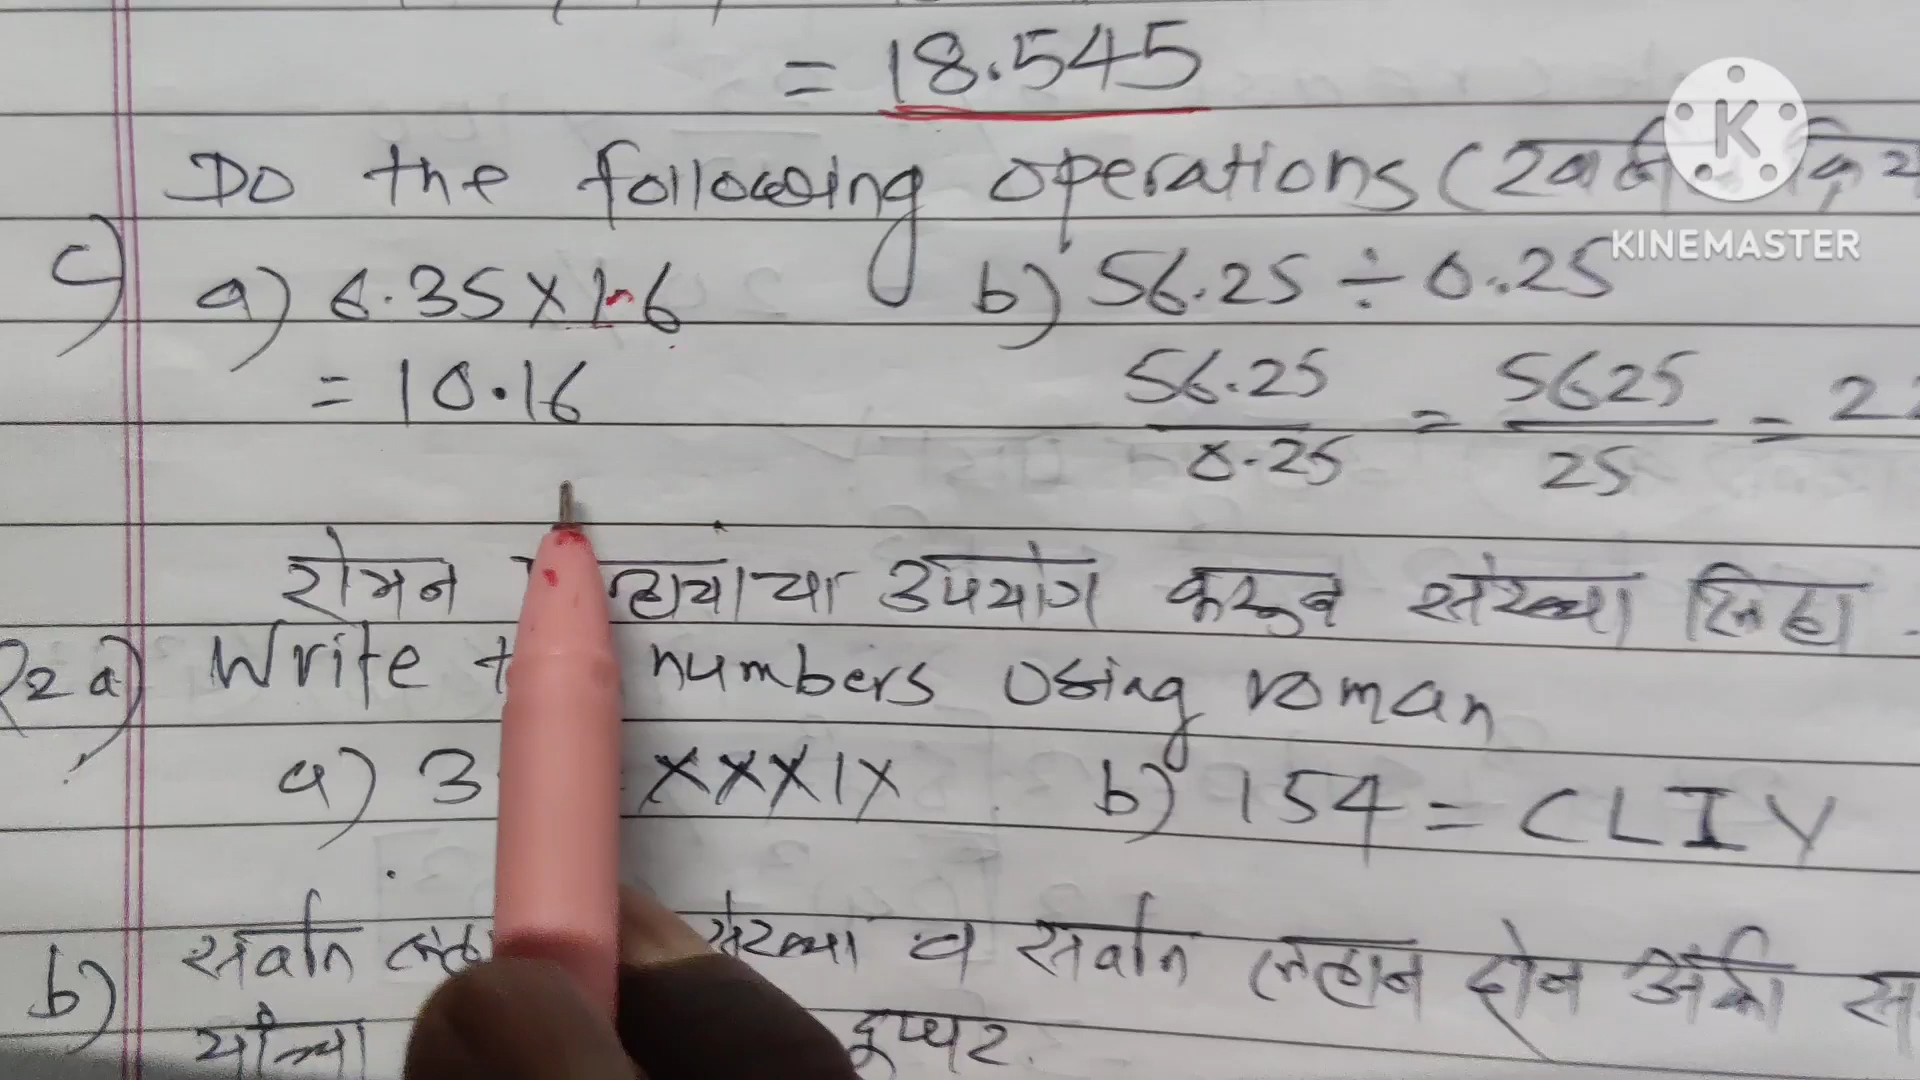 = 18.545
Do the following operations (
c) a) 6.35 × 1.6 b) 56.25 ÷ 0.25
= 10.16 56.25 / 0.25 = 5625 / 25 = 22
रोमन उपयोग करून संख्या लिहा
2 a) Write numbers using roman
a) 3 XXXIX b) 154 = CLIV
b) सर्वात संख्या व सर्वात लहान दोन अंकी
KINEMASTER